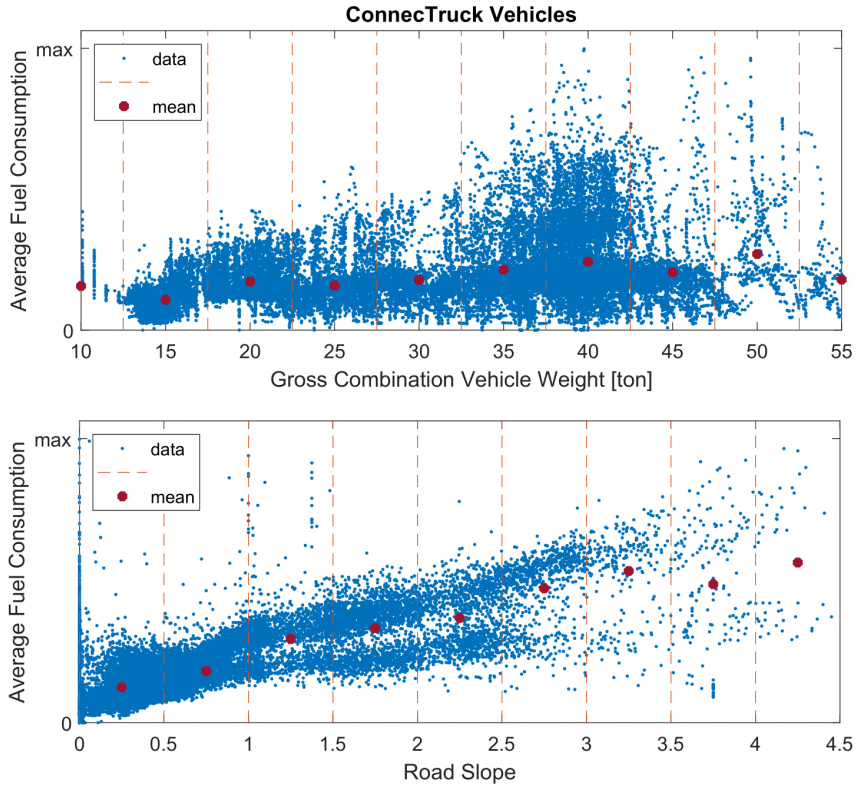 ConnecTruck Vehicles
Average Fuel Consumption
max
0
data
mean
10 15 20 25 30 35 40 45 50 55
Gross Combination Vehicle Weight [ton]
Average Fuel Consumption
max
0
data
mean
0 0.5 1 1.5 2 2.5 3 3.5 4 4.5
Road Slope